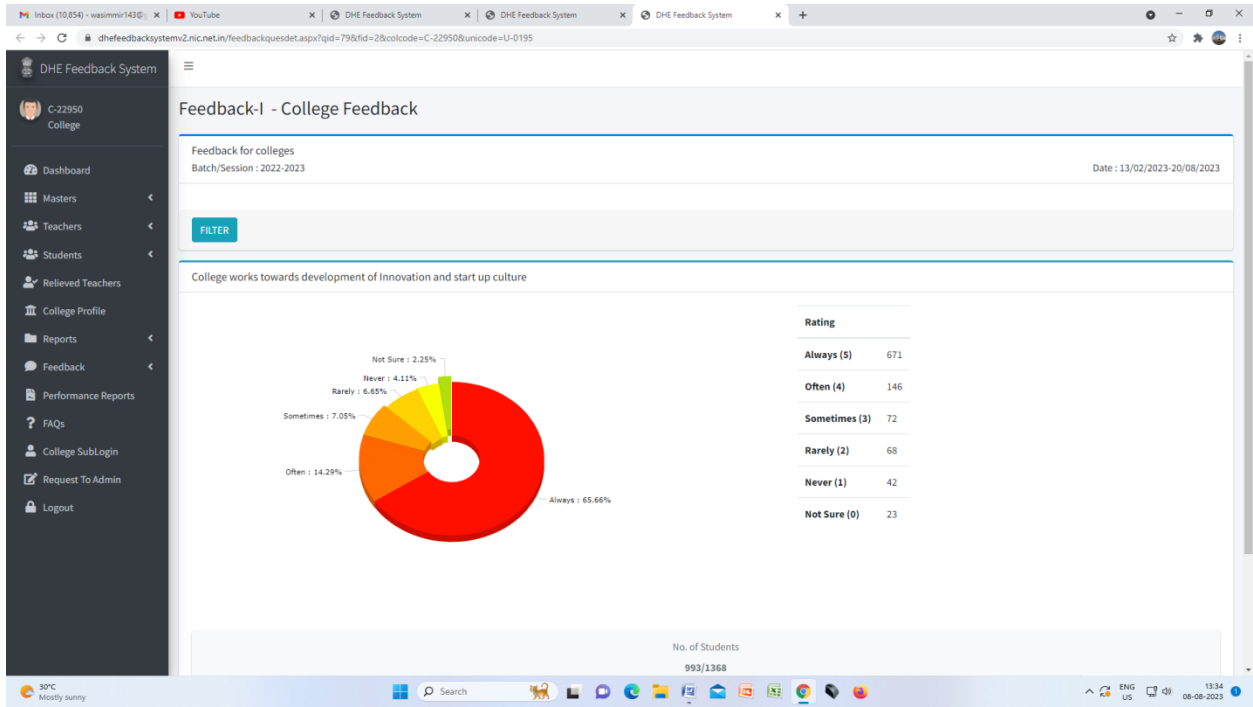 Inbox (10,854) - wasimmir143@g
YouTube
DHE Feedback System
DHE Feedback System
DHE Feedback System
dhefeedbacksystemv2.nic.net.in/feedbackquesdet.aspx?qid=79&fid=2&colcode=C-22950&unicode=U-0195
DHE Feedback System
C-22950
College
Dashboard
Masters
Teachers
Students
Relieved Teachers
College Profile
Reports
Feedback
Performance Reports
FAQs
College SubLogin
Request To Admin
Logout
Feedback-I - College Feedback
Feedback for colleges
Batch/Session : 2022-2023
Date : 13/02/2023-20/08/2023
FILTER
College works towards development of Innovation and start up culture
Not Sure : 2.25%
Never : 4.11%
Rarely : 6.65%
Sometimes : 7.05%
Often : 14.29%
Always : 65.66%
Rating
Always (5) 671
Often (4) 146
Sometimes (3) 72
Rarely (2) 68
Never (1) 42
Not Sure (0) 23
No. of Students
993/1368
30°C
Mostly sunny
Search
ENG
US
13:34
08-08-2023
1